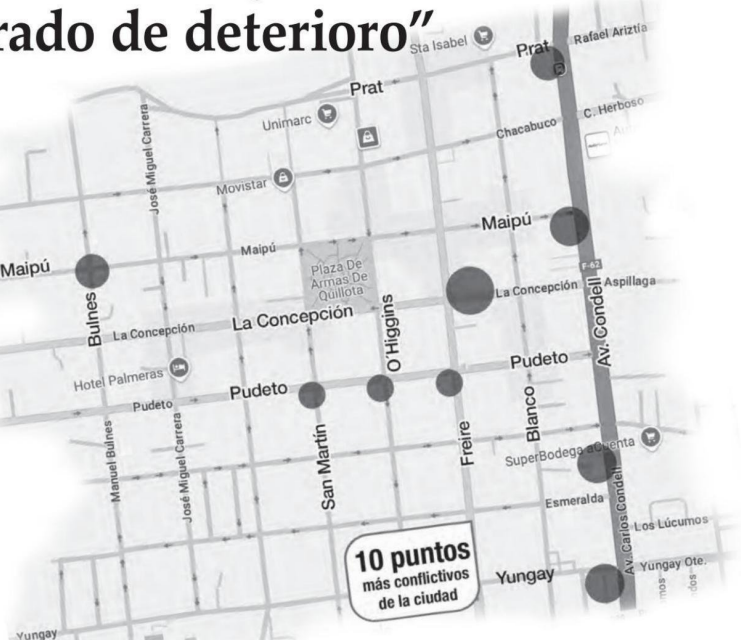 rado de deterioro”
Sta Isabel
Prat
Rafael Ariztía
Prat
Unimarc
José Miguel Carrera
C. Herboso
Chacabuco
Movistar
Maipú
Maipú
Maipú
Plaza De
Armas De
Quillota
F-62
La Concepción
Aspillaga
Bulnes
La Concepción
La Concepción
O´Higgins
Av. Condell
Hotel Palmeras
Pudeto
Pudeto
Pudeto
Manuel Bulnes
José Miguel Carrera
San Martín
Freire
Blanco
SuperBodega aCuenta
Esmeralda
Av. Carlos Condell
Los Lúcumos
10 puntos
más conflictivos
de la ciudad
Yungay
Yungay Ote.
Yungay